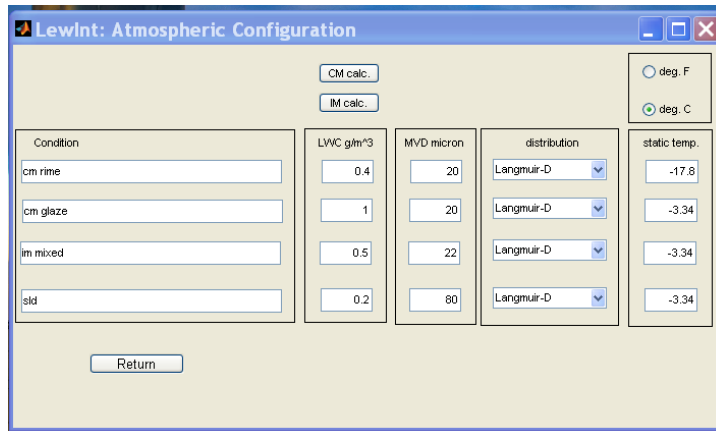 LewInt: Atmospheric Configuration
CM calc.
IM calc.
deg. F
deg. C
Condition LWC g/m^3 MVD micron distribution static temp.
cm rime 0.4 20 Langmuir-D -17.8
cm glaze 1 20 Langmuir-D -3.34
im mixed 0.5 22 Langmuir-D -3.34
sld 0.2 80 Langmuir-D -3.34
Return